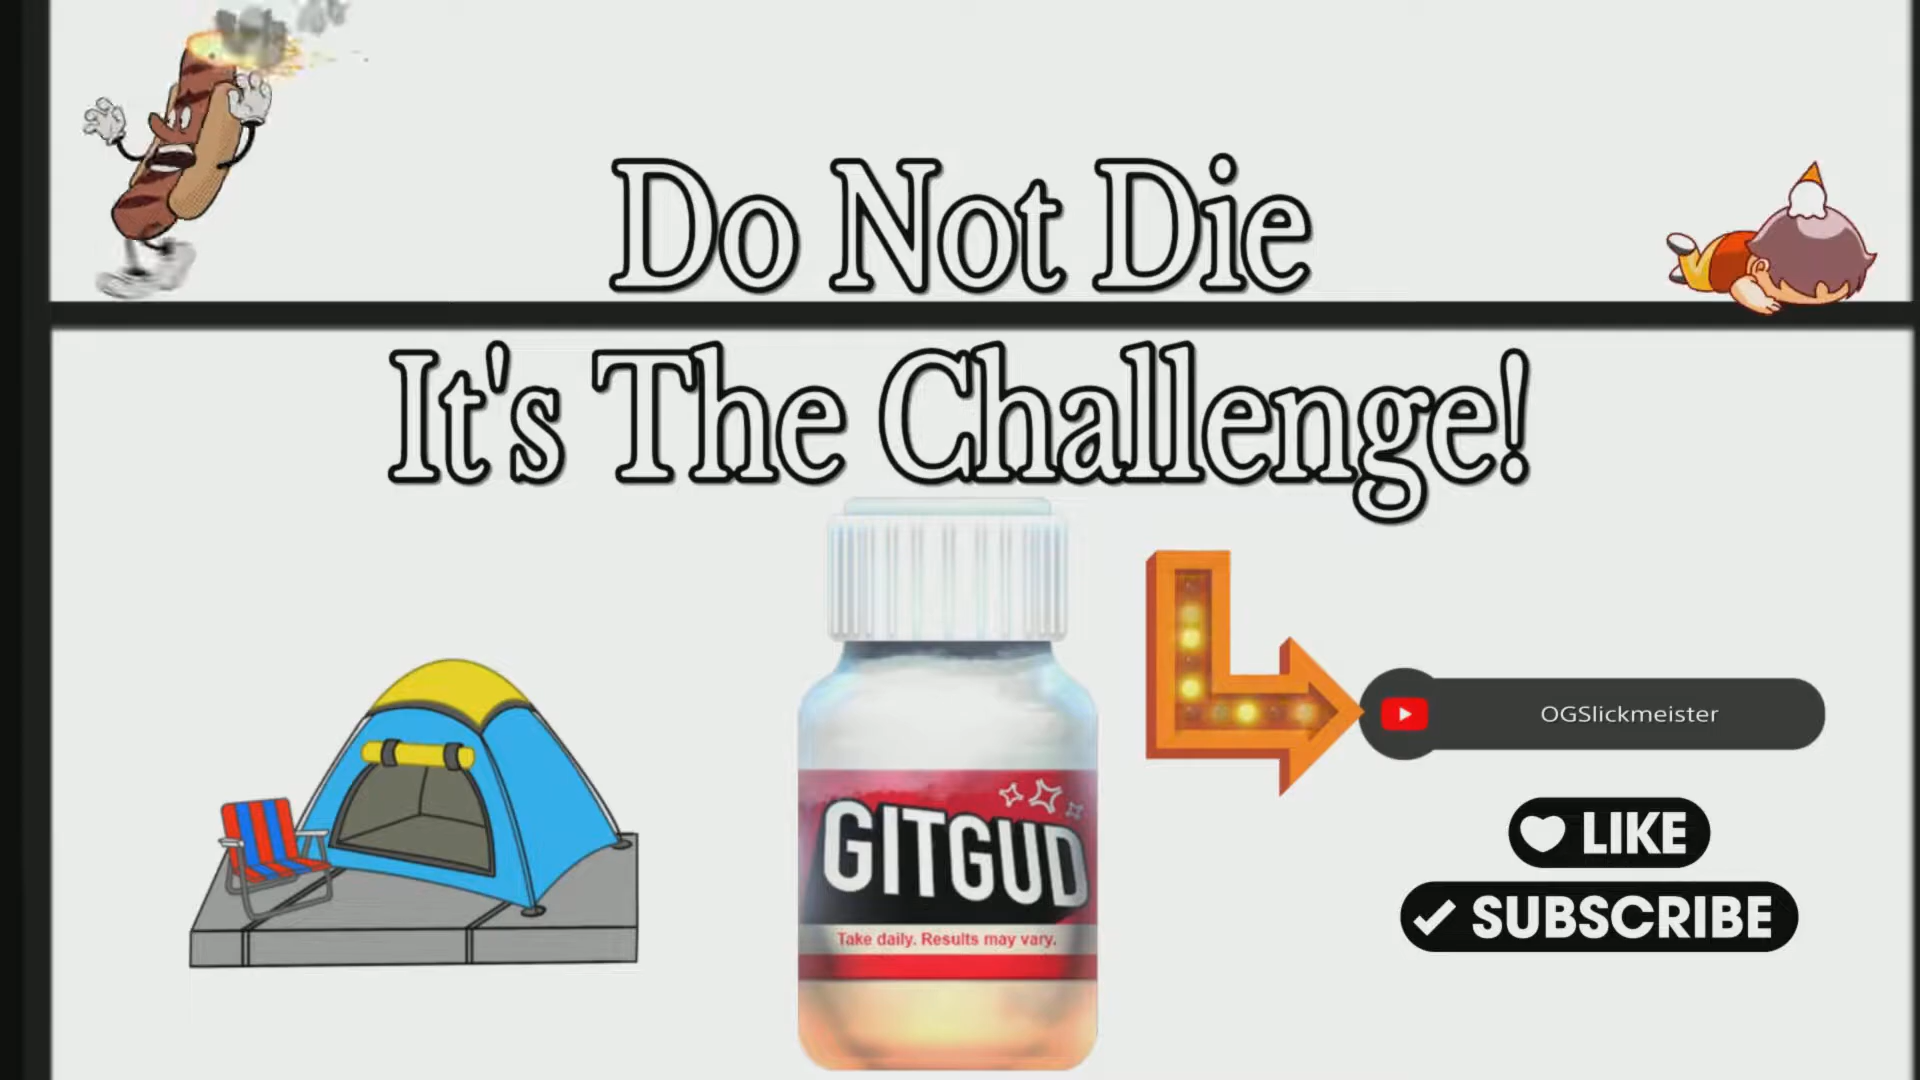 Do Not Die
It's The Challenge!
GITGUD
Take daily. Results may vary.
OGSlickmeister
LIKE
SUBSCRIBE